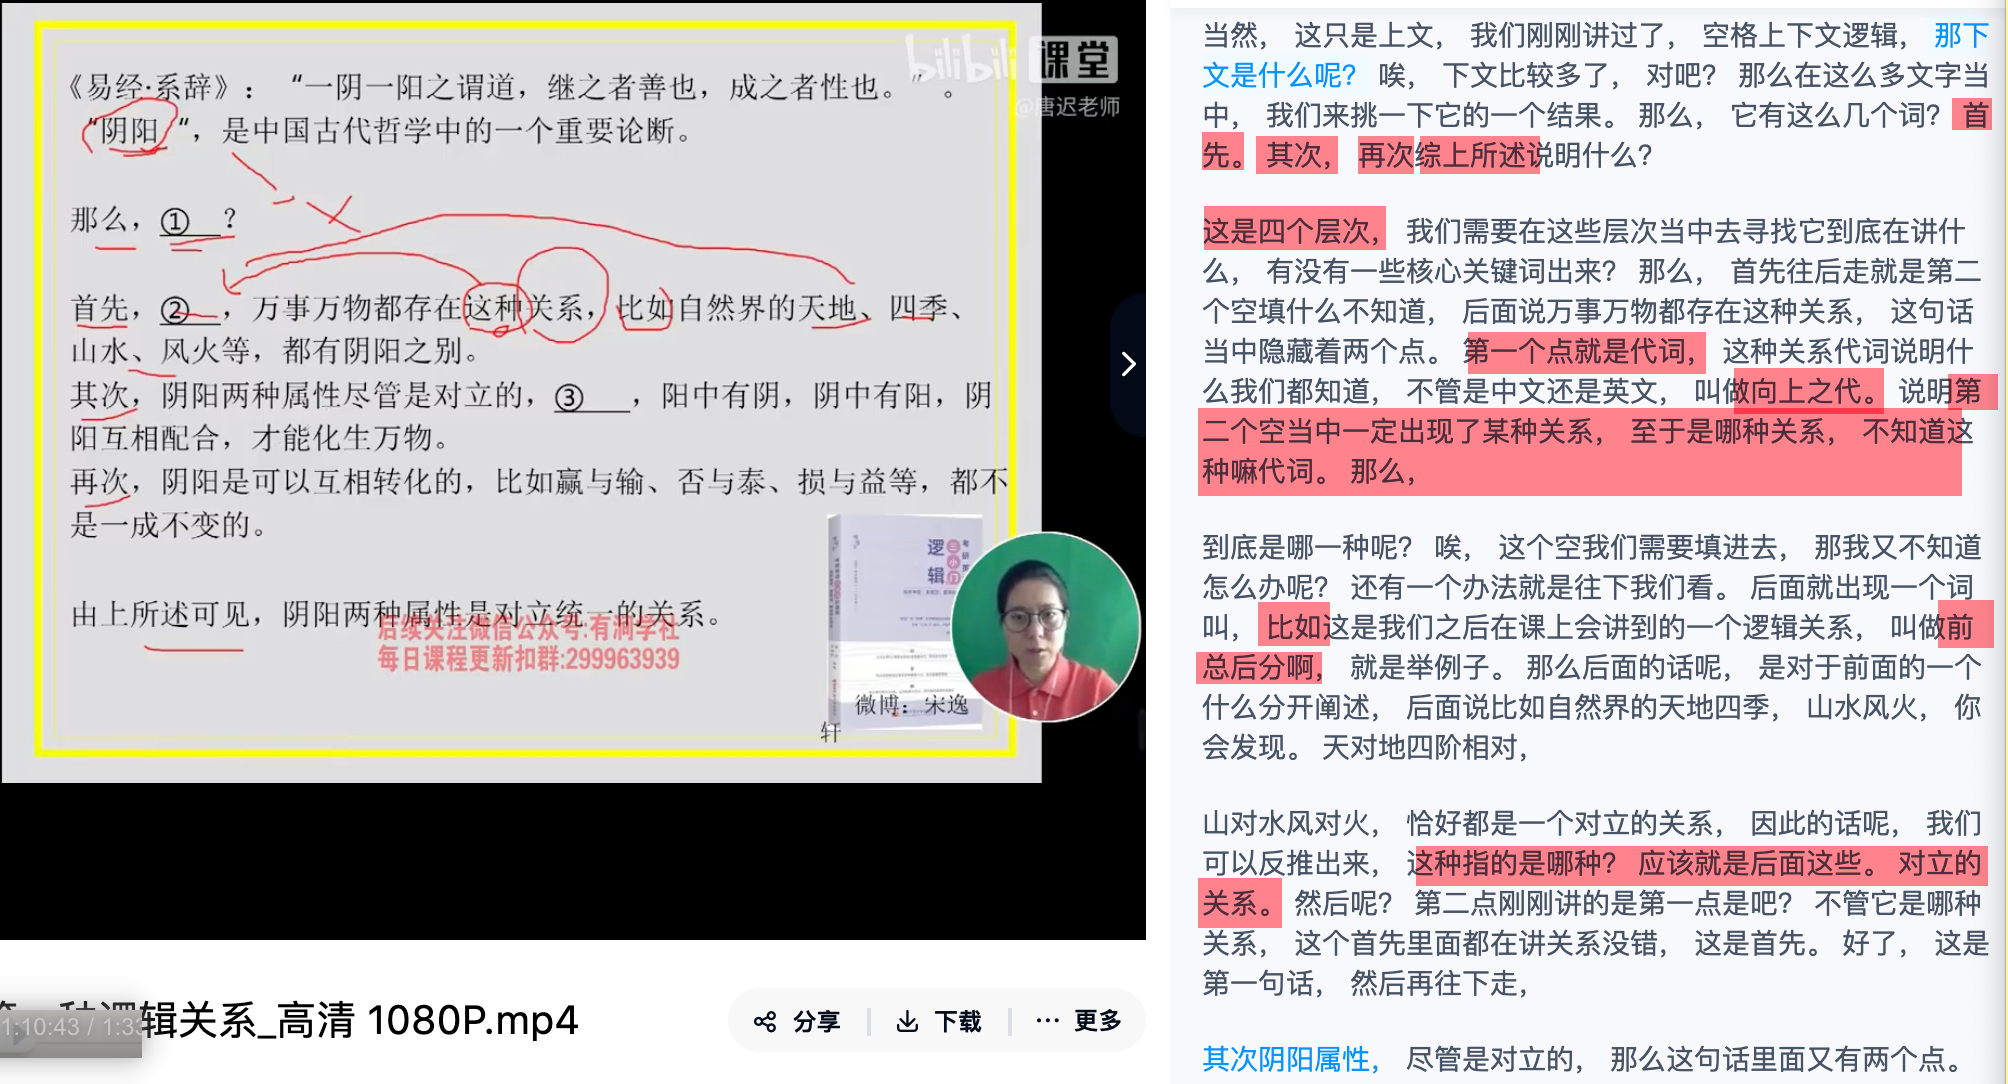 bilibili 课堂
@唐迟老师
《易经·系辞》：“一阴一阳之谓道，继之者善也，成之者性也。”。
“阴阳“，是中国古代哲学中的一个重要论断。
那么，①？
首先，②，万事万物都存在这种关系，比如自然界的天地、四季、
山水、风火等，都有阴阳之别。
其次，阴阳两种属性尽管是对立的，③，阳中有阴，阴中有阳，阴
阳互相配合，才能化生万物。
再次，阴阳是可以互相转化的，比如赢与输、否与泰、损与益等，都不
是一成不变的。
由上所述可见，阴阳两种属性是对立统一的关系。
后续关注微信公众号:有涧学社
每日课程更新扣群:299963939
逻辑
微博：宋逸
轩
辑关系_高清 1080P.mp4
1:10:43 / 1:33
分享
下载
更多
当然， 这只是上文， 我们刚刚讲过了， 空格上下文逻辑， 那下
文是什么呢？ 唉， 下文比较多了， 对吧？ 那么在这么多文字当
中， 我们来挑一下它的一个结果。 那么， 它有这么几个词？ 首
先。 其次， 再次综上所述说明什么？
这是四个层次， 我们需要在这些层次当中去寻找它到底在讲什
么， 有没有一些核心关键词出来？ 那么， 首先往后走就是第二
个空填什么不知道， 后面说万事万物都存在这种关系， 这句话
当中隐藏着两个点。 第一个点就是代词， 这种关系代词说明什
么我们都知道， 不管是中文还是英文， 叫做向上之代。 说明第
二个空当中一定出现了某种关系， 至于是哪种关系， 不知道这
种嘛代词。 那么，
到底是哪一种呢？ 唉， 这个空我们需要填进去， 那我又不知道
怎么办呢？ 还有一个办法就是往下我们看。 后面就出现一个词
叫， 比如这是我们之后在课上会讲到的一个逻辑关系， 叫做前
总后分啊， 就是举例子。 那么后面的话呢， 是对于前面的一个
什么分开阐述， 后面说比如自然界的天地四季， 山水风火， 你
会发现。 天对地四阶相对，
山对水风对火， 恰好都是一个对立的关系， 因此的话呢， 我们
可以反推出来， 这种指的是哪种？ 应该就是后面这些。 对立的
关系。 然后呢？ 第二点刚刚讲的是第一点是吧？ 不管它是哪种
关系， 这个首先里面都在讲关系没错， 这是首先。 好了， 这是
第一句话， 然后再往下走，
其次阴阳属性， 尽管是对立的， 那么这句话里面又有两个点。